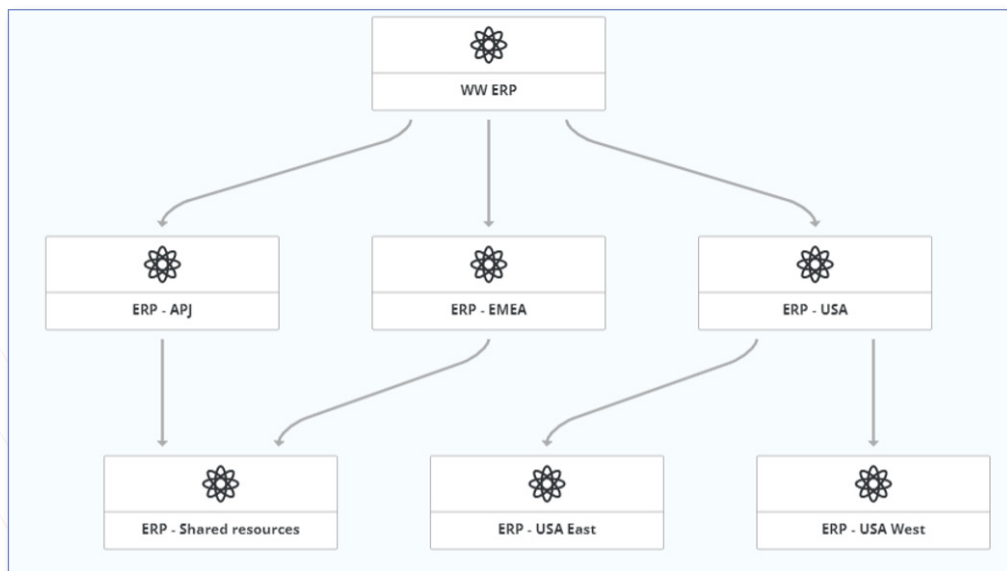 WW ERP
ERP - APJ
ERP - EMEA
ERP - USA
ERP - Shared resources
ERP - USA East
ERP - USA West